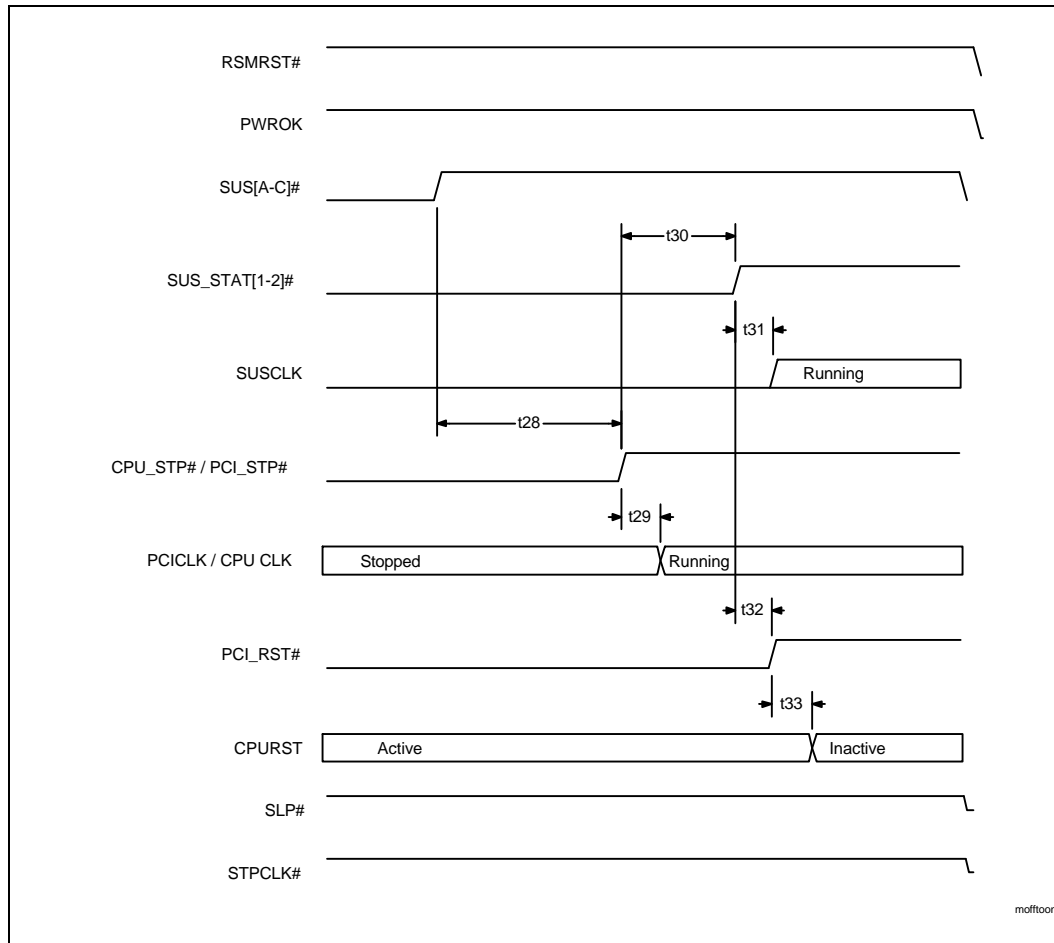 RSMRST#
PWROK
SUS[A-C]#
t30
SUS_STAT[1-2]#
t31
SUSCLK
Running
t28
CPU_STP# / PCI_STP#
t29
PCICLK / CPU CLK
Stopped
Running
t32
PCI_RST#
t33
CPURST
Active
Inactive
SLP#
STPCLK#
mofftoon